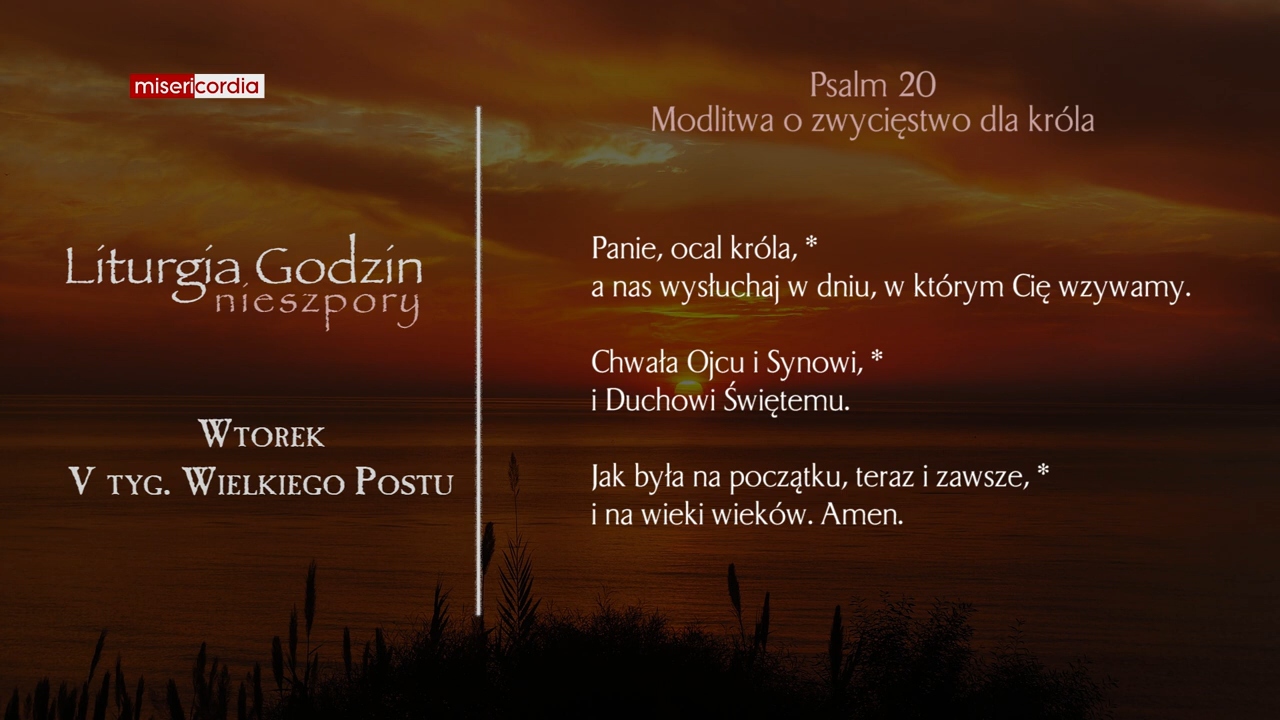 misericordia
Liturgia Godzin
nieszpory
Wtorek
V tyg. Wielkiego Postu
Psalm 20
Modlitwa o zwycięstwo dla króla
Panie, ocal króla, *
a nas wysłuchaj w dniu, w którym Cię wzywamy.
Chwała Ojcu i Synowi, *
i Duchowi Świętemu.
Jak była na początku, teraz i zawsze, *
i na wieki wieków. Amen.